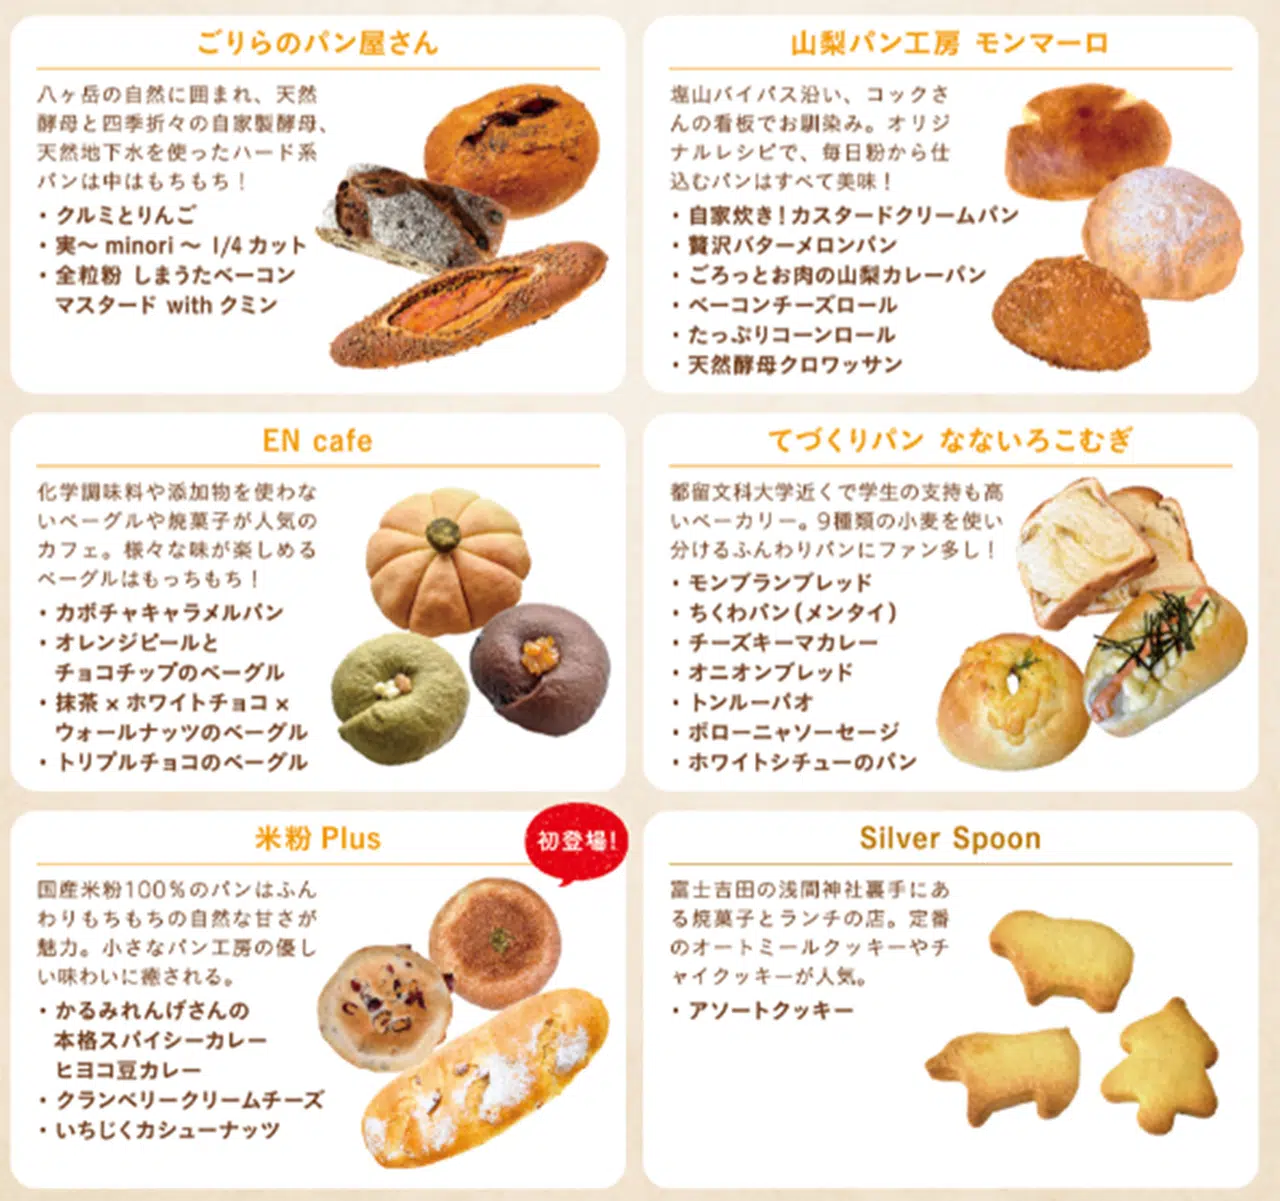 ごりらのパン屋さん
八ヶ岳の自然に囲まれ、天然
酵母と四季折々の自家製酵母、
天然地下水を使ったハード系
パンは中はもちもち！
・クルミとりんご
・実〜 minori 〜 1/4 カット
・全粒粉 しまうたベーコン
マスタード with クミン
山梨パン工房 モンマーロ
塩山バイパス沿い、コックさ
んの看板でお馴染み。オリジ
ナルレシピで、毎日粉から仕
込むパンはすべて美味！
・自家炊き！カスタードクリームパン
・贅沢バターメロンパン
・ごろっとお肉の山梨カレーパン
・ベーコンチーズロール
・たっぷりコーンロール
・天然酵母クロワッサン
EN cafe
化学調味料や添加物を使わな
いベーグルや焼菓子が人気の
カフェ。様々な味が楽しめる
ベーグルはもっちもち！
・カボチャキャラメルパン
・オレンジピールと
チョコチップのベーグル
・抹茶 × ホワイトチョコ ×
ウォールナッツのベーグル
・トリプルチョコのベーグル
てづくりパン なないろこむぎ
都留文科大学近くで学生の支持も高
いベーカリー。9種類の小麦を使い
分けるふんわりパンにファン多し！
・モンブランブレッド
・ちくわパン（メンタイ）
・チーズキーマカレー
・オニオンブレッド
・トンルーパオ
・ボローニャソーセージ
・ホワイトシチューのパン
米粉 Plus
初登場！
国産米粉100％のパンはふん
わりもちもちの自然な甘さが
魅力。小さなパン工房の優し
い味わいに癒される。
・かるみれんげさんの
本格スパイシーカレー
ヒヨコ豆カレー
・クランベリークリームチーズ
・いちじくカシューナッツ
Silver Spoon
富士吉田の浅間神社裏手にあ
る焼菓子とランチの店。定番
のオートミールクッキーやチ
ャイクッキーが人気。
・アソートクッキー